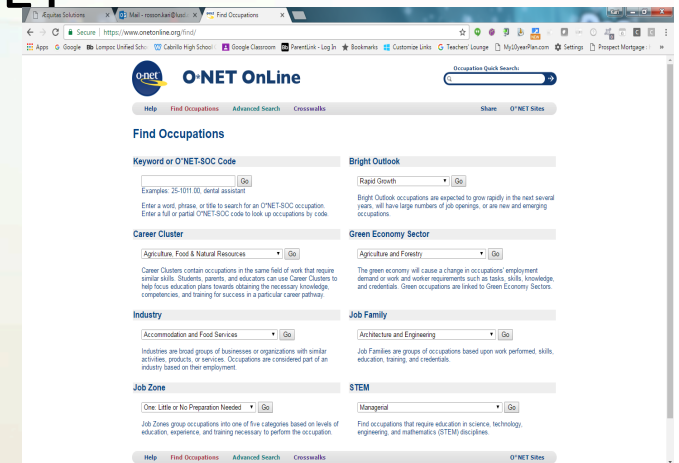 Æquitas Solutions
Mail - rosson.kari@lusd
Find Occupations
Secure | https://www.onetonline.org/find/
Apps G Google Bb Lompoc Unified Scho Cabrillo High School Google Classroom ParentLink - Log In Bookmarks Customize Links G Teachers' Lounge My10yearPlan.com Settings Prospect Mortgage: »
o·net O*NET OnLine
Occupation Quick Search:
Help Find Occupations Advanced Search Crosswalks Share O*NET Sites
Find Occupations
Keyword or O*NET-SOC Code
Go
Examples: 25-1011.00, dental assistant
Enter a word, phrase, or title to search for an O*NET-SOC occupation.
Enter a full or partial O*NET-SOC code to look up occupations by code.
Bright Outlook
Rapid Growth Go
Bright Outlook occupations are expected to grow rapidly in the next several
years, will have large numbers of job openings, or are new and emerging
occupations.
Career Cluster
Agriculture, Food & Natural Resources Go
Career Clusters contain occupations in the same field of work that require
similar skills. Students, parents, and educators can use Career Clusters to
help focus education plans towards obtaining the necessary knowledge,
competencies, and training for success in a particular career pathway.
Green Economy Sector
Agriculture and Forestry Go
The green economy will cause a change in occupations' employment
demand or work and worker requirements such as tasks, skills, knowledge,
and credentials. Green occupations are linked to Green Economy Sectors.
Industry
Accommodation and Food Services Go
Industries are broad groups of businesses or organizations with similar
activities, products, or services. Occupations are considered part of an
industry based on their employment.
Job Family
Architecture and Engineering Go
Job Families are groups of occupations based upon work performed, skills,
education, training, and credentials.
Job Zone
One: Little or No Preparation Needed Go
Job Zones group occupations into one of five categories based on levels of
education, experience, and training necessary to perform the occupation.
STEM
Managerial Go
Find occupations that require education in science, technology,
engineering, and mathematics (STEM) disciplines.
Help Find Occupations Advanced Search Crosswalks O*NET Sites